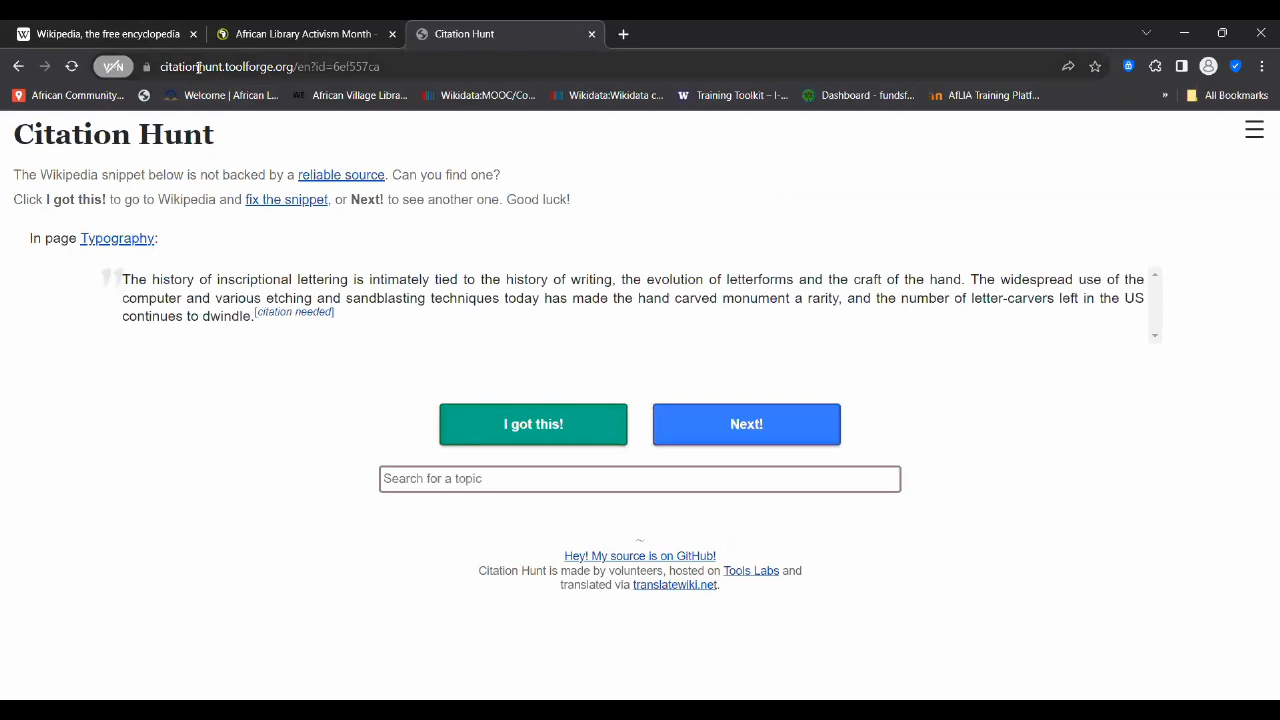 Wikipedia, the free encyclopedia
African Library Activism Month -
Citation Hunt
VPN
citationhunt.toolforge.org/en?id=6ef557ca
African Community...
Welcome | African L...
African Village Libra...
Wikidata:MOOC/Co...
Wikidata:Wikidata c...
Training Toolkit – I-...
Dashboard - fundsf...
AfLIA Training Platf...
»
All Bookmarks
Citation Hunt
The Wikipedia snippet below is not backed by a reliable source. Can you find one?
Click I got this! to go to Wikipedia and fix the snippet, or Next! to see another one. Good luck!
In page Typography:
The history of inscriptional lettering is intimately tied to the history of writing, the evolution of letterforms and the craft of the hand. The widespread use of the
computer and various etching and sandblasting techniques today has made the hand carved monument a rarity, and the number of letter-carvers left in the US
continues to dwindle.[citation needed]
I got this!
Next!
Search for a topic
~
Hey! My source is on GitHub!
Citation Hunt is made by volunteers, hosted on Tools Labs and
translated via translatewiki.net.